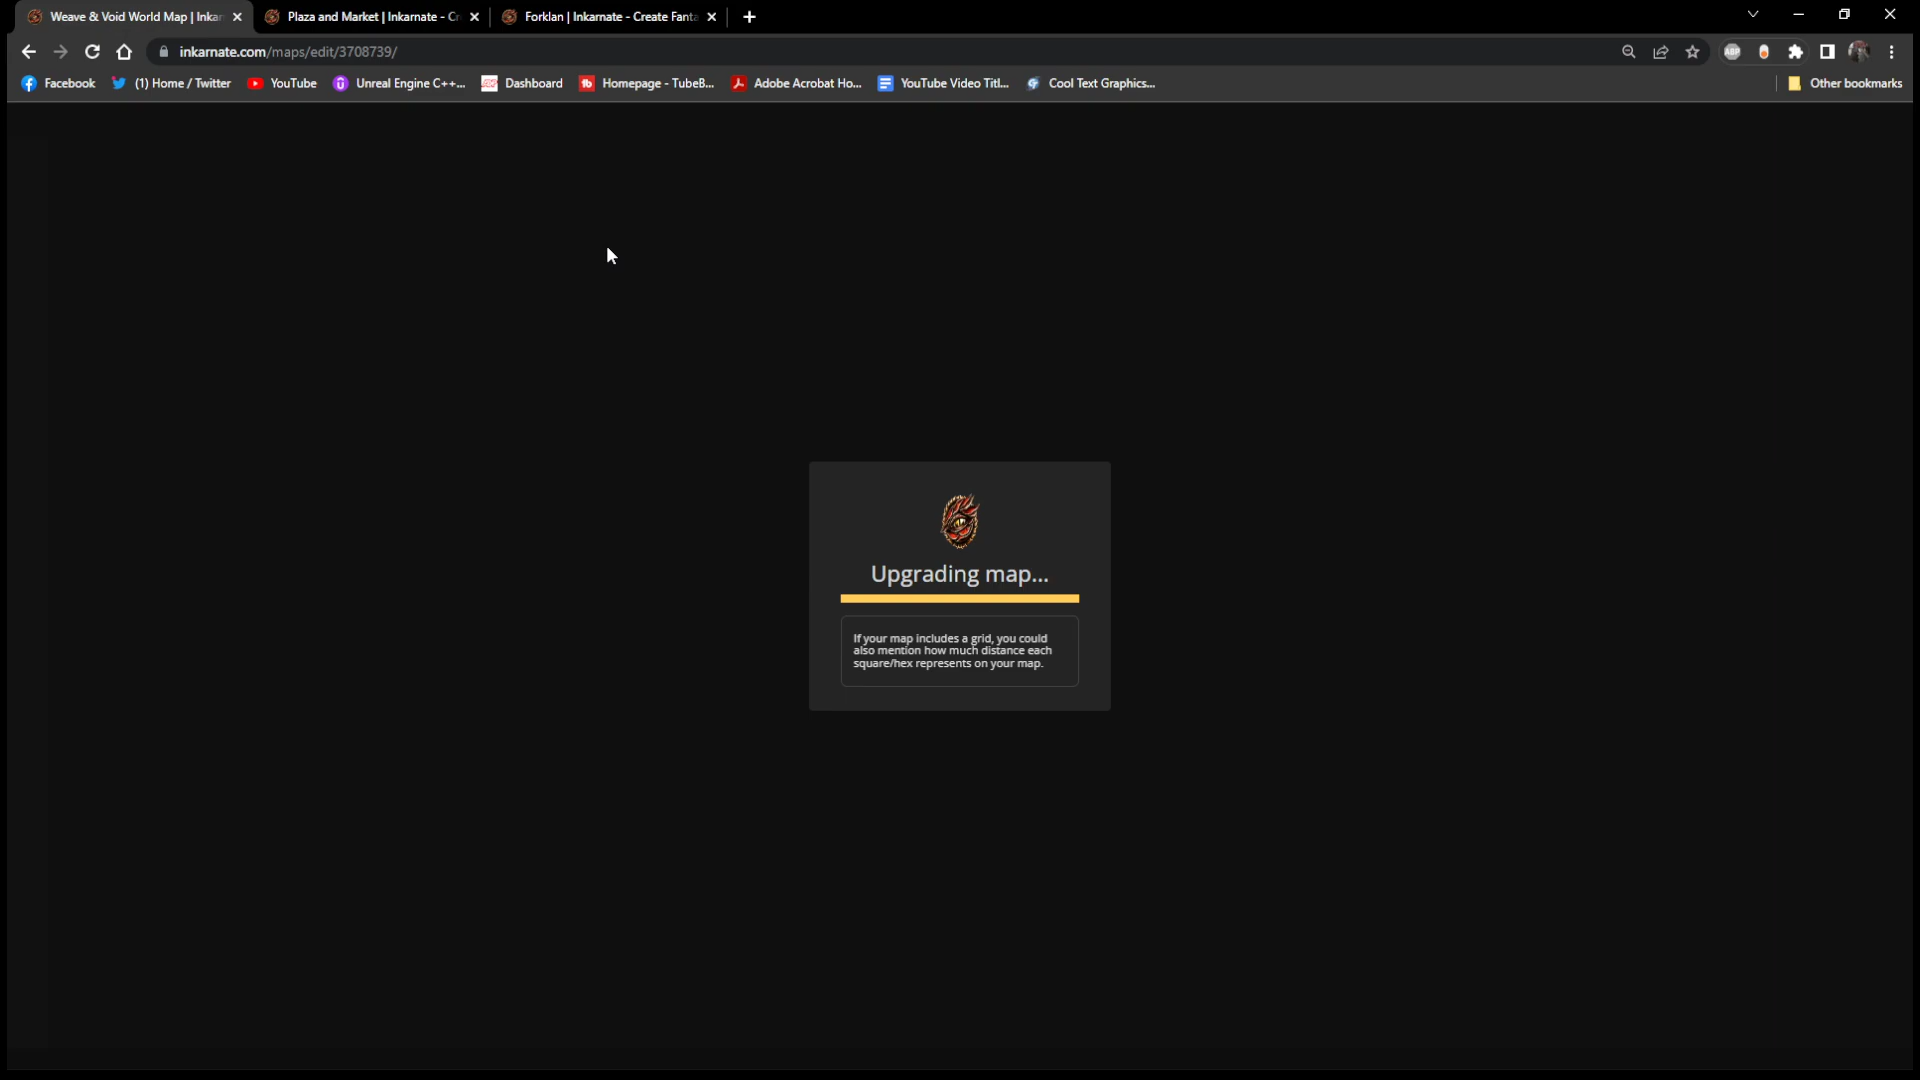 Weave & Void World Map | Inkar
Plaza and Market | Inkarnate - Cr
Forklan | Inkarnate - Create Fanta
inkarnate.com/maps/edit/3708739/
ABP
Facebook
(1) Home / Twitter
YouTube
Unreal Engine C++...
Dashboard
Homepage - TubeB...
Adobe Acrobat Ho...
YouTube Video Titl...
Cool Text Graphics...
Other bookmarks
Upgrading map...
If your map includes a grid, you could
also mention how much distance each
square/hex represents on your map.